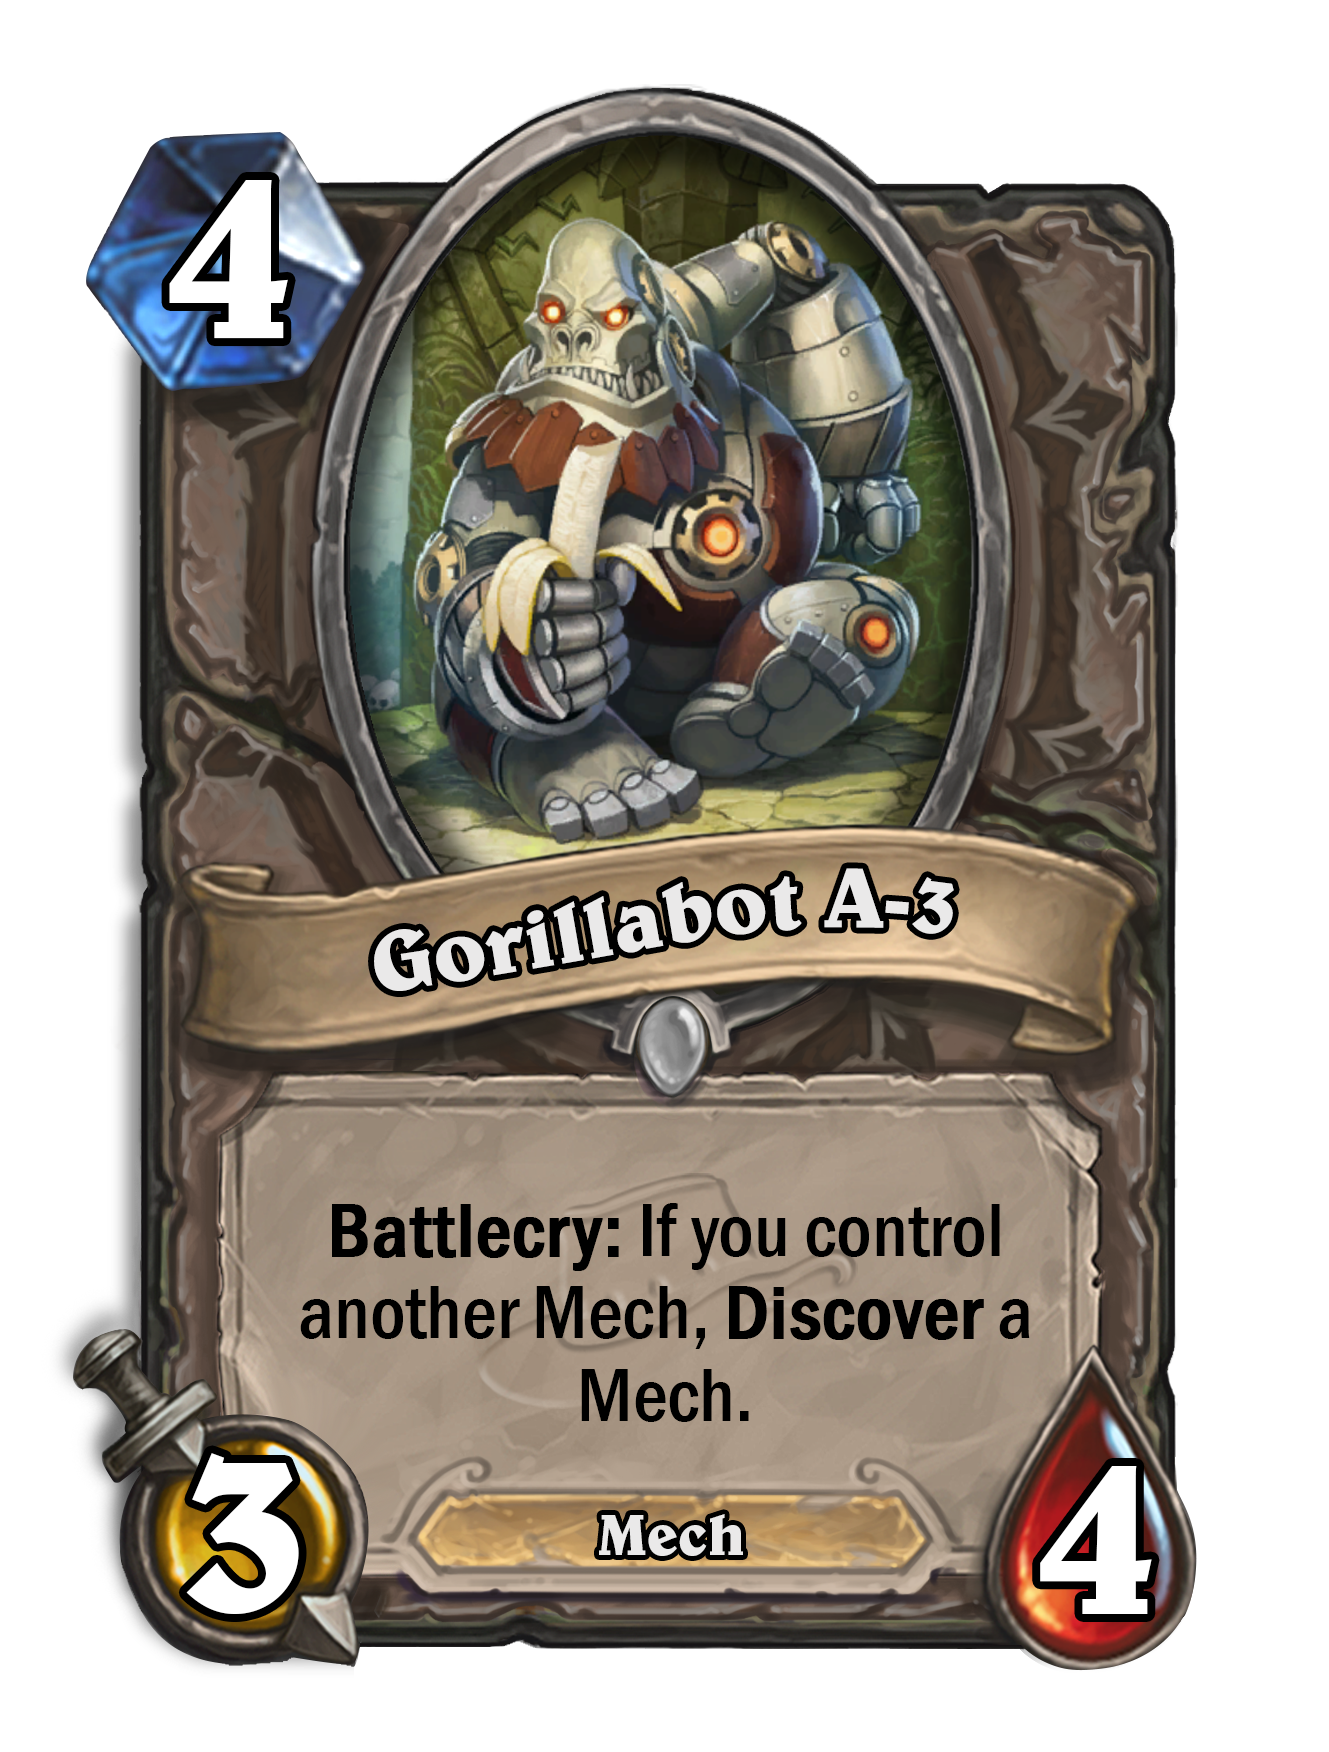 4
Gorillabot A-3
Battlecry: If you control
another Mech, Discover a
Mech.
Mech
3
4